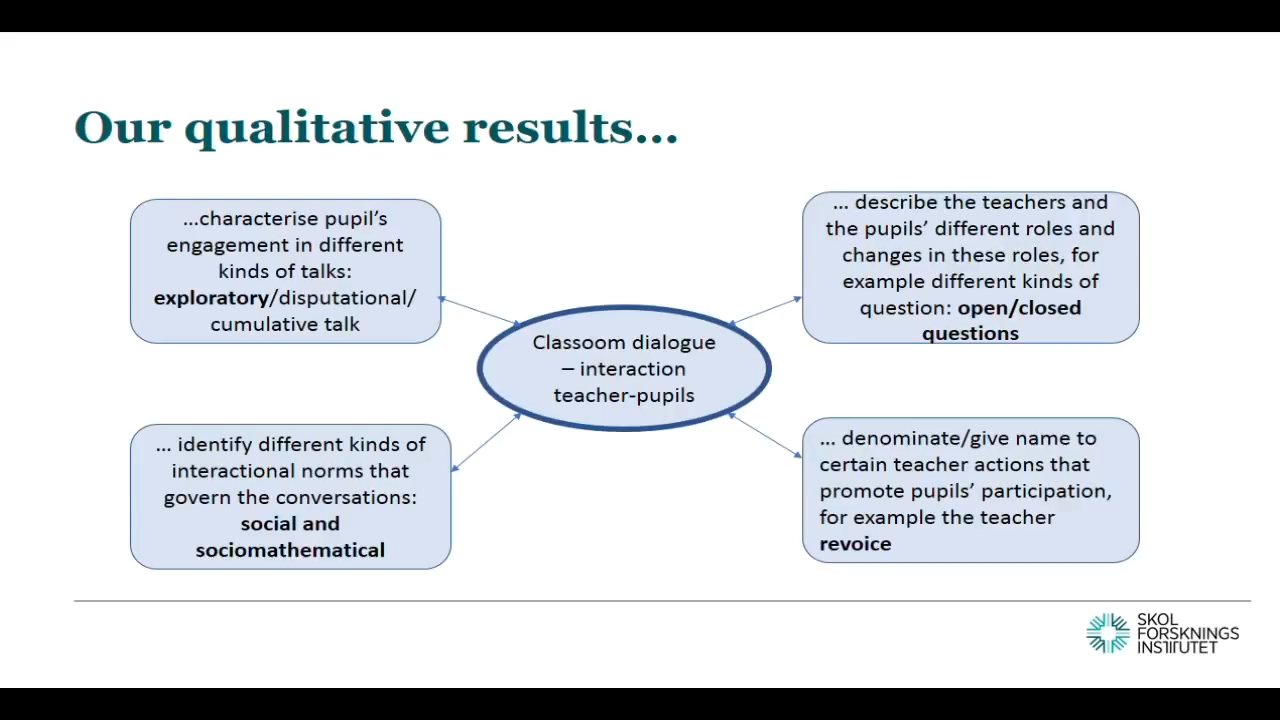 Our qualitative results...
...characterise pupil's
engagement in different
kinds of talks:
exploratory/disputational/
cumulative talk
... describe the teachers and
the pupils' different roles and
changes in these roles, for
example different kinds of
question: open/closed
questions
Classoom dialogue
– interaction
teacher-pupils
... identify different kinds of
interactional norms that
govern the conversations:
social and
sociomathematical
... denominate/give name to
certain teacher actions that
promote pupils' participation,
for example the teacher
revoice
SKOL
FORSKNINGS
INSTITUTET